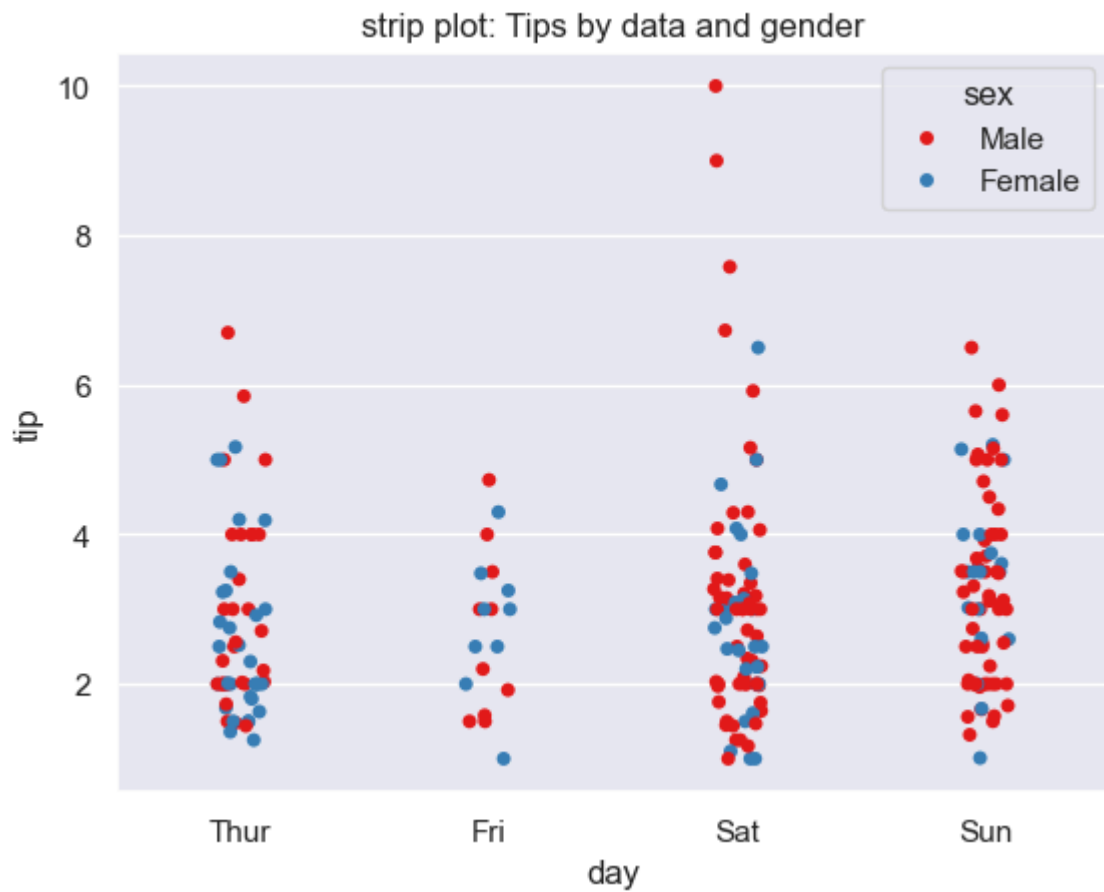 strip plot: Tips by data and gender
sex
Male
Female
10
8
6
4
2
tip
Thur Fri Sat Sun
day